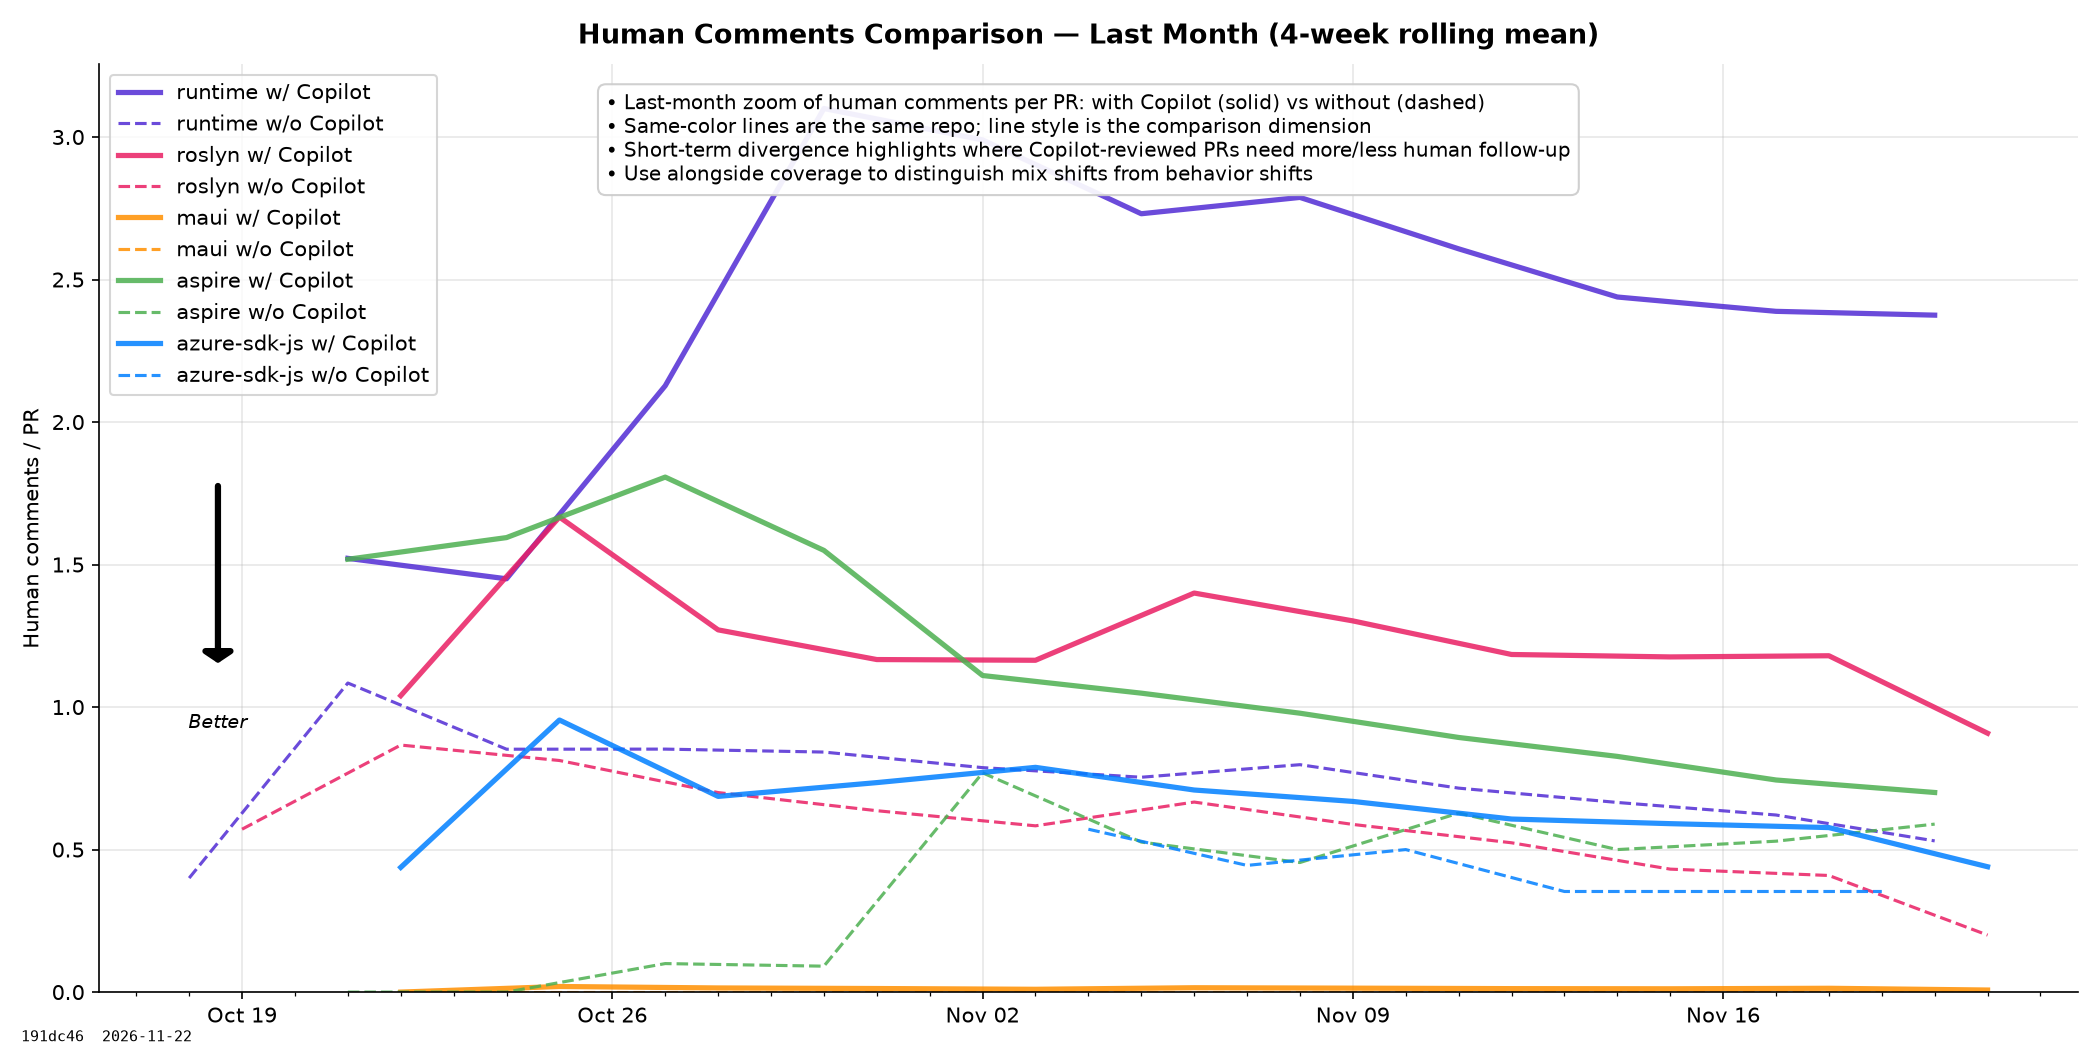 Human Comments Comparison — Last Month (4-week rolling mean)
runtime w/ Copilot
runtime w/o Copilot
roslyn w/ Copilot
roslyn w/o Copilot
maui w/ Copilot
maui w/o Copilot
aspire w/ Copilot
aspire w/o Copilot
azure-sdk-js w/ Copilot
azure-sdk-js w/o Copilot
• Last-month zoom of human comments per PR: with Copilot (solid) vs without (dashed)
• Same-color lines are the same repo; line style is the comparison dimension
• Short-term divergence highlights where Copilot-reviewed PRs need more/less human follow-up
• Use alongside coverage to distinguish mix shifts from behavior shifts
Human comments / PR
3.0
2.5
2.0
1.5
1.0
0.5
0.0
Better
Oct 19
Oct 26
Nov 02
Nov 09
Nov 16
191dc46  2026-11-22